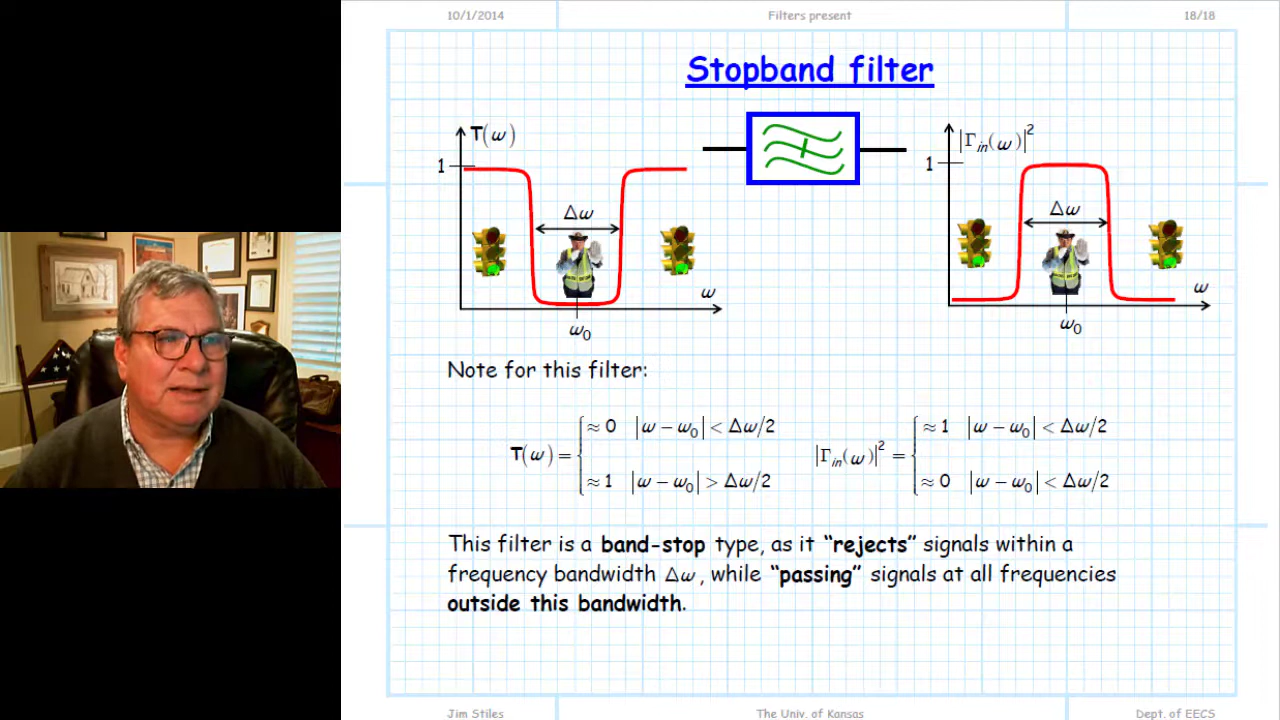 10/1/2014 Filters present 18/18
Stopband filter
T(ω)
1
Δω
ω
ω₀
|Γin(ω)|²
1
Δω
ω
ω₀
Note for this filter:
T(ω) = { ≈ 0 |ω − ω₀| < Δω/2
≈ 1 |ω − ω₀| > Δω/2
|Γin(ω)|² = { ≈ 1 |ω − ω₀| < Δω/2
≈ 0 |ω − ω₀| < Δω/2
This filter is a band-stop type, as it “rejects” signals within a
frequency bandwidth Δω, while “passing” signals at all frequencies
outside this bandwidth.
Jim Stiles The Univ. of Kansas Dept. of EECS